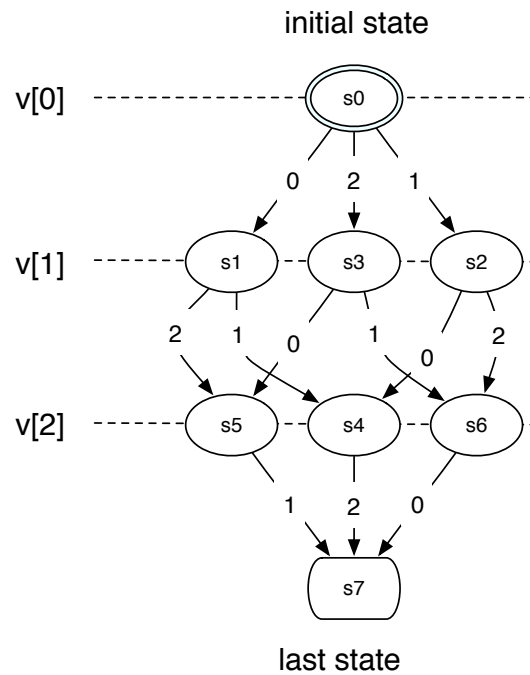 initial state
v[0] s0
0 2 1
v[1] s1 s3 s2
2 1 0 1 0 2
v[2] s5 s4 s6
1 2 0
s7
last state